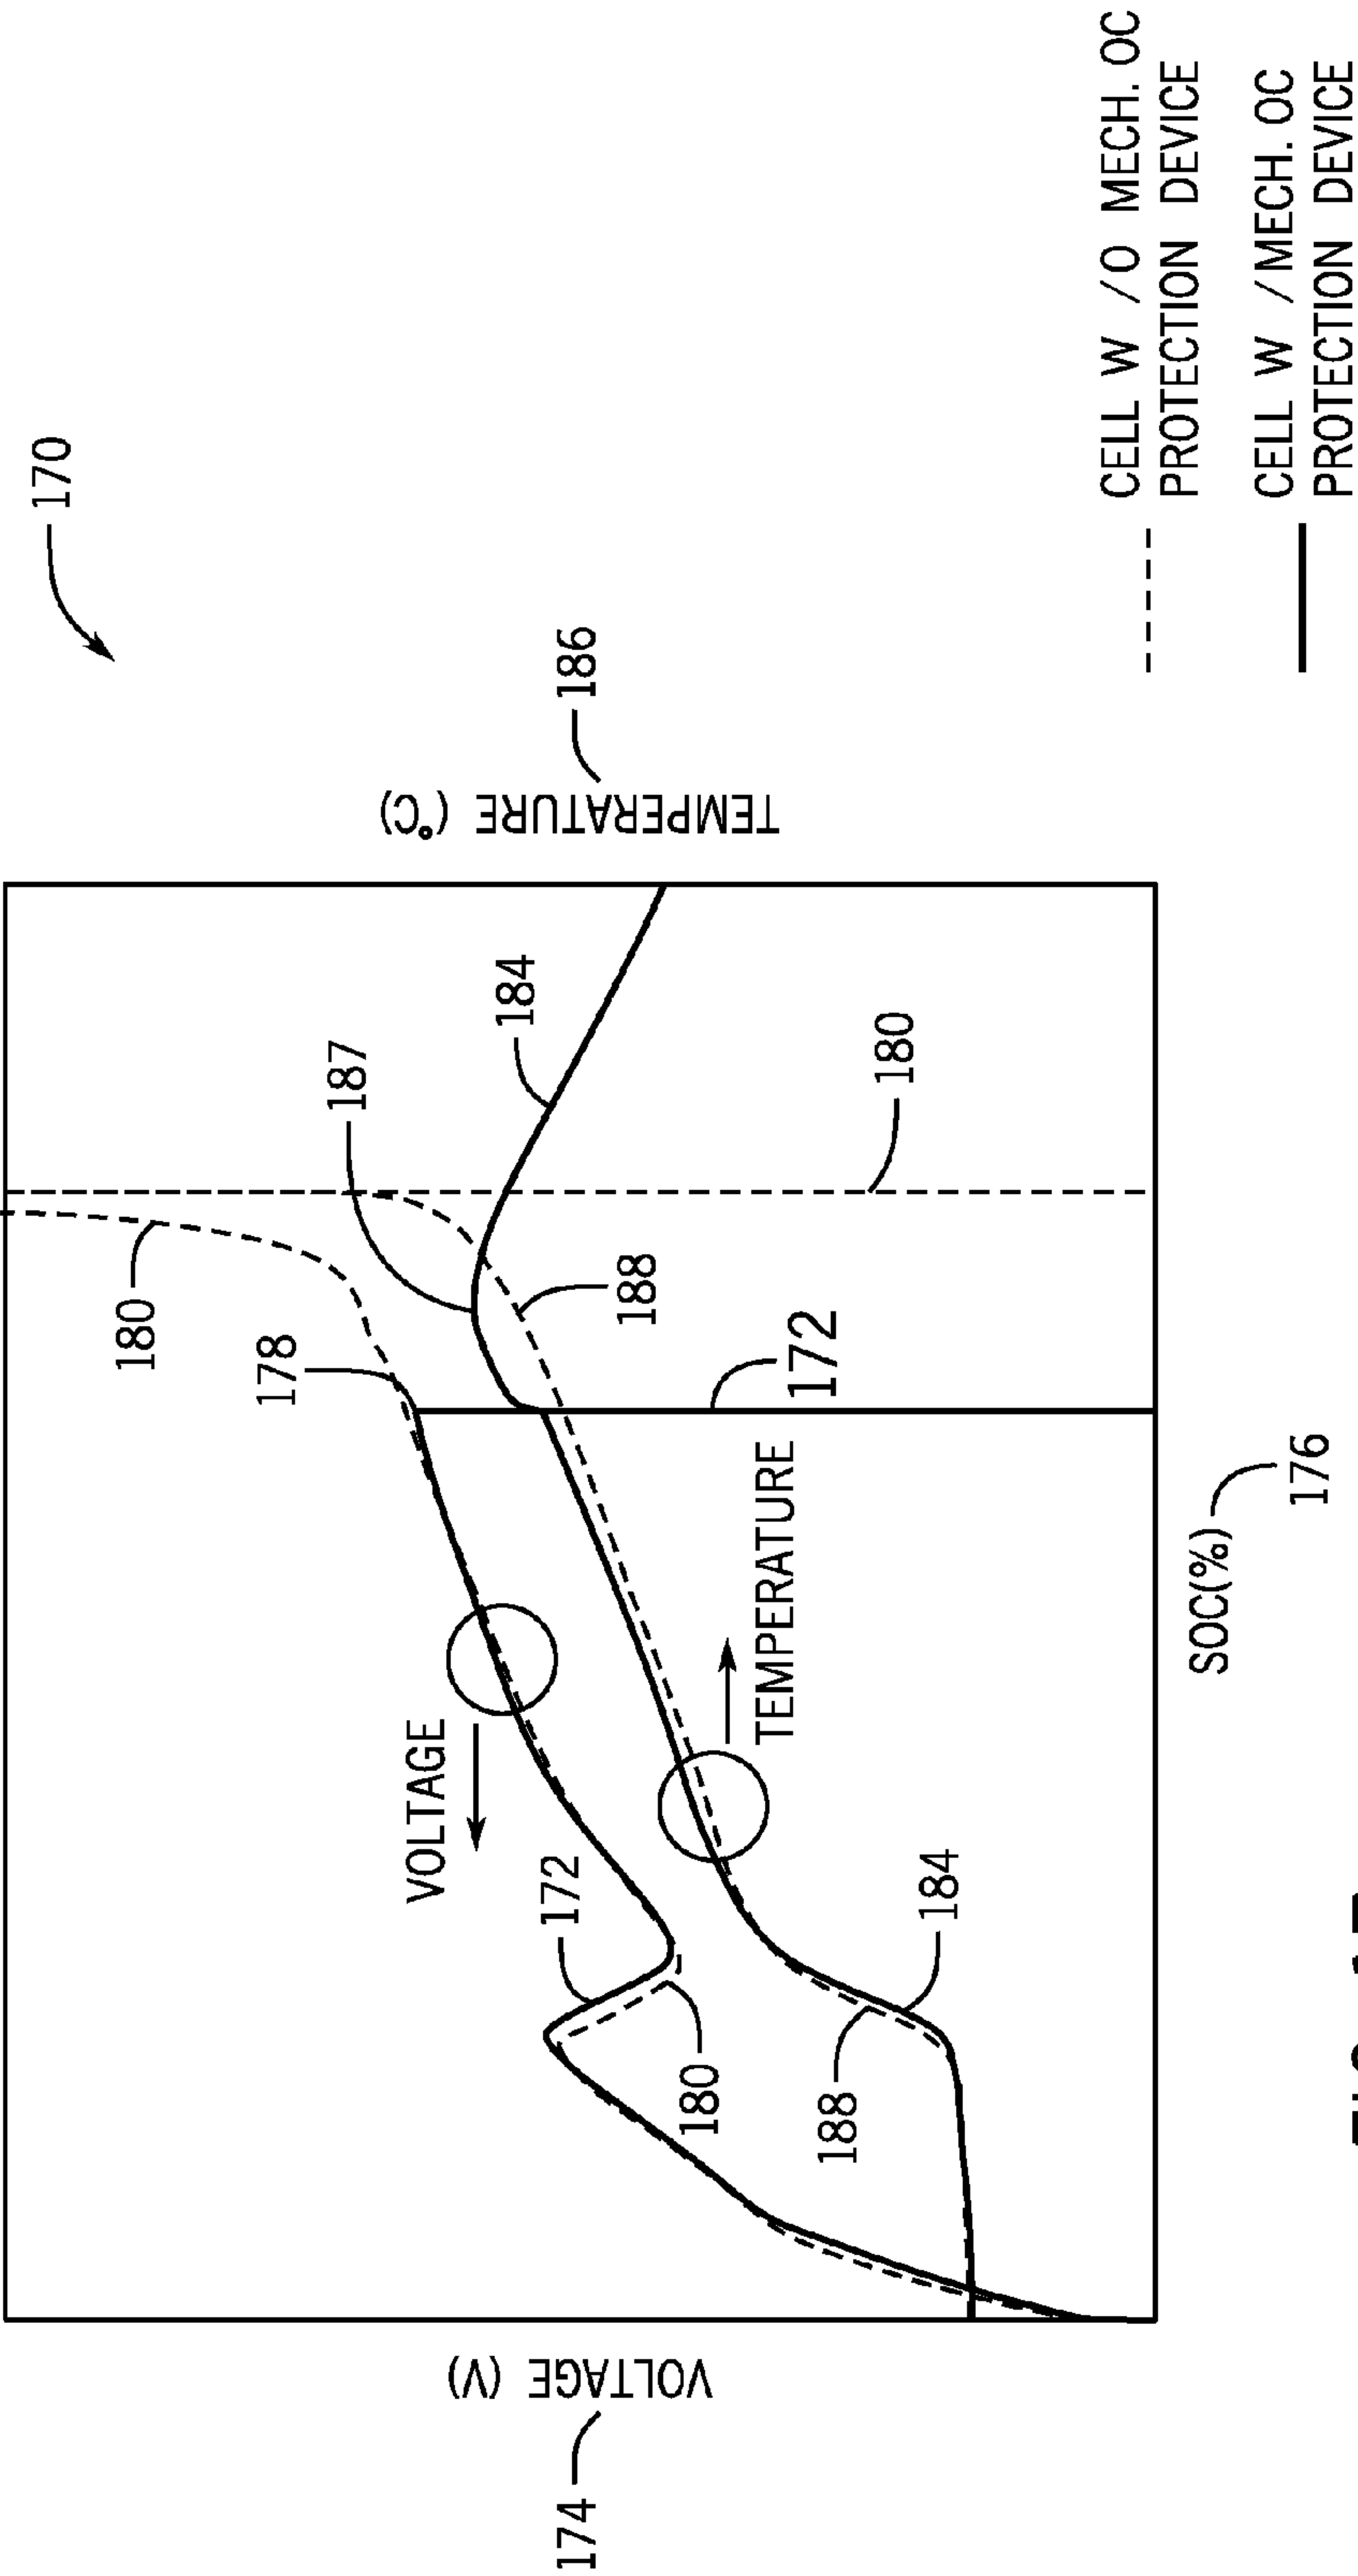 170
186
TEMPERATURE (°C)
187
184
180
178
188
180
172
VOLTAGE
TEMPERATURE
172
180
188
184
VOLTAGE (V)
174
SOC(%)
176
CELL W /O MECH. OC
PROTECTION DEVICE
CELL W /MECH. OC
PROTECTION DEVICE